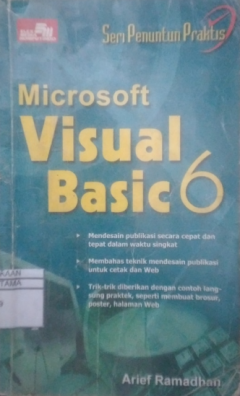 Seri Penuntun Praktis
Microsoft
Visual
Basic 6
Mendesain publikasi secara cepat dan
tepat dalam waktu singkat
Membahas teknik mendesain publikasi
untuk cetak dan Web
Trik-trik diberikan dengan contoh lang-
sung praktek, seperti membuat brosur,
poster, halaman Web
KAAN
TAMA
Arief Ramadhan